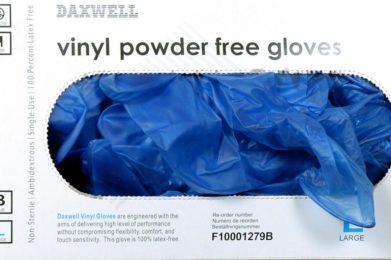 DAXWELL
vinyl powder free gloves
Non-Sterile | Ambidextrous | Single-Use | 100 Percent Latex Free
Daxwell Vinyl Gloves are engineered with the
aims of delivering high level of performance
without compromising flexibility, comfort, and
touch sensitivity. This glove is 100% latex-free.
Re-order number
Numero de reorden
Bestellningsnummer
F10001279B
L
LARGE